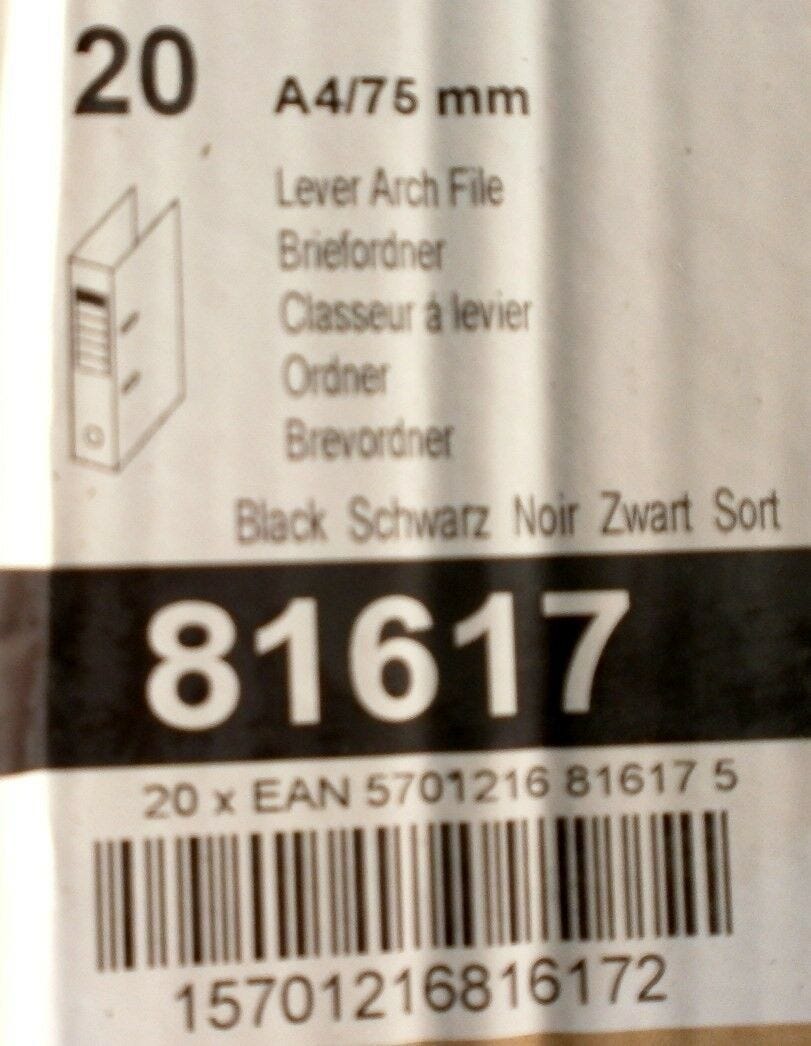 20 A4/75 mm
Lever Arch File
Briefordner
Classeur à levier
Ordner
Brevordner
Black Schwarz Noir Zwart Sort
81617
20 x EAN 5701216 81617 5
15701216816172